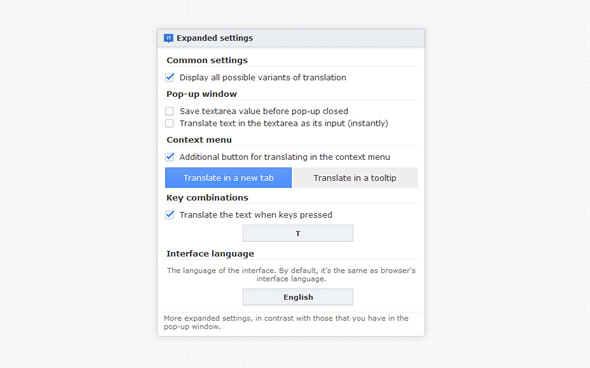 Expanded settings
Common settings
Display all possible variants of translation
Pop-up window
Save textarea value before pop-up closed
Translate text in the textarea as its input (instantly)
Context menu
Additional button for translating in the context menu
Translate in a new tab
Translate in a tooltip
Key combinations
Translate the text when keys pressed
T
Interface language
The language of the interface. By default, it's the same as browser's
interface language.
English
More expanded settings, in contrast with those that you have in the
pop-up window.